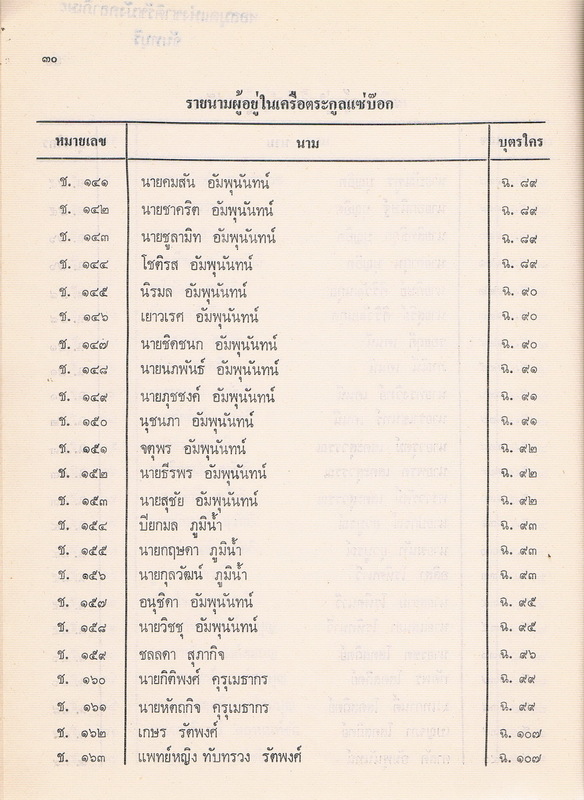 ๓๐
รายนามผู้อยู่ในเครือตระกูลแซ่บ๊อก
หมายเลข นาม บุตรใคร
ช. ๑๔๑ นายคมสัน อัมพุนันทน์ ฉ. ๘๙
ช. ๑๔๒ นายชาคริต อัมพุนันทน์ ฉ. ๘๙
ช. ๑๔๓ นายชูลามิท อัมพุนันทน์ ฉ. ๘๙
ช. ๑๔๔ โชติรส อัมพุนันทน์ ฉ. ๘๙
ช. ๑๔๕ นิรมล อัมพุนันทน์ ฉ. ๙๐
ช. ๑๔๖ เยาวเรศ อัมพุนันทน์ ฉ. ๙๐
ช. ๑๔๗ นายชิตชนก อัมพุนันทน์ ฉ. ๙๐
ช. ๑๔๘ นายนภพันธ์ อัมพุนันทน์ ฉ. ๙๑
ช. ๑๔๙ นายภุชชงค์ อัมพุนันทน์ ฉ. ๙๑
ช. ๑๕๐ นุชนภา อัมพุนันทน์ ฉ. ๙๑
ช. ๑๕๑ จตุพร อัมพุนันทน์ ฉ. ๙๒
ช. ๑๕๒ นายธีรพร อัมพุนันทน์ ฉ. ๙๒
ช. ๑๕๓ นายสุชัย อัมพุนันทน์ ฉ. ๙๒
ช. ๑๕๔ ปิยกมล ภูมิน้ำ ฉ. ๙๓
ช. ๑๕๕ นายกฤษดา ภูมิน้ำ ฉ. ๙๓
ช. ๑๕๖ นายกุลวัฒน์ ภูมิน้ำ ฉ. ๙๓
ช. ๑๕๗ อนุชิดา อัมพุนันทน์ ฉ. ๙๕
ช. ๑๕๘ นายวิชชุ อัมพุนันทน์ ฉ. ๙๕
ช. ๑๕๙ ชลลดา สุภากิจ ฉ. ๙๖
ช. ๑๖๐ นายกิติพงศ์ คุรุเมธากร ฉ. ๙๙
ช. ๑๖๑ นายหัตถกิจ คุรุเมธากร ฉ. ๙๙
ช. ๑๖๒ เกษร รัตพงศ์ ฉ. ๑๐๗
ช. ๑๖๓ แพทย์หญิง ทับทรวง รัตพงศ์ ฉ. ๑๐๗